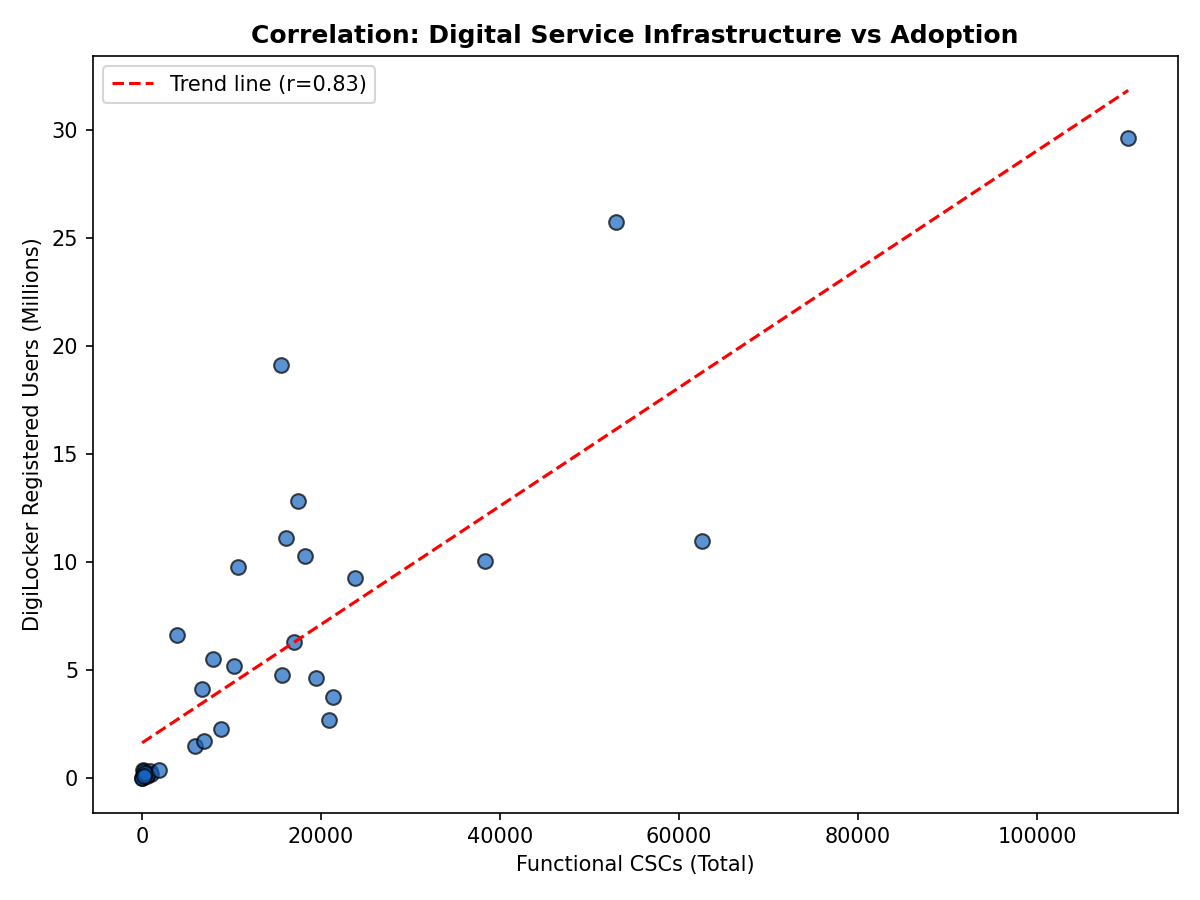 Correlation: Digital Service Infrastructure vs Adoption
Trend line (r=0.83)
DigiLocker Registered Users (Millions)
30
25
20
15
10
5
0
0 20000 40000 60000 80000 100000
Functional CSCs (Total)